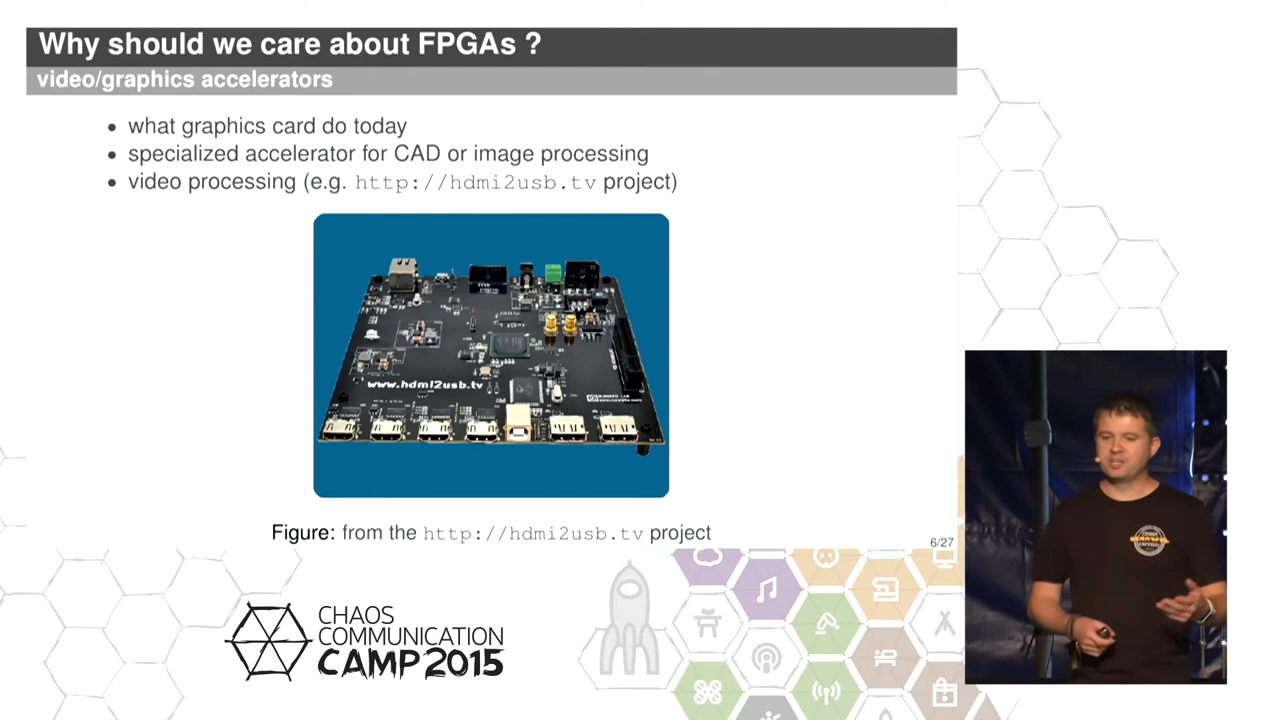 Why should we care about FPGAs ?
video/graphics accelerators
• what graphics card do today
• specialized accelerator for CAD or image processing
• video processing (e.g. http://hdmi2usb.tv project)
www.hdmi2usb.tv
Figure: from the http://hdmi2usb.tv project
6/27
CHAOS
COMMUNICATION
CAMP 2015